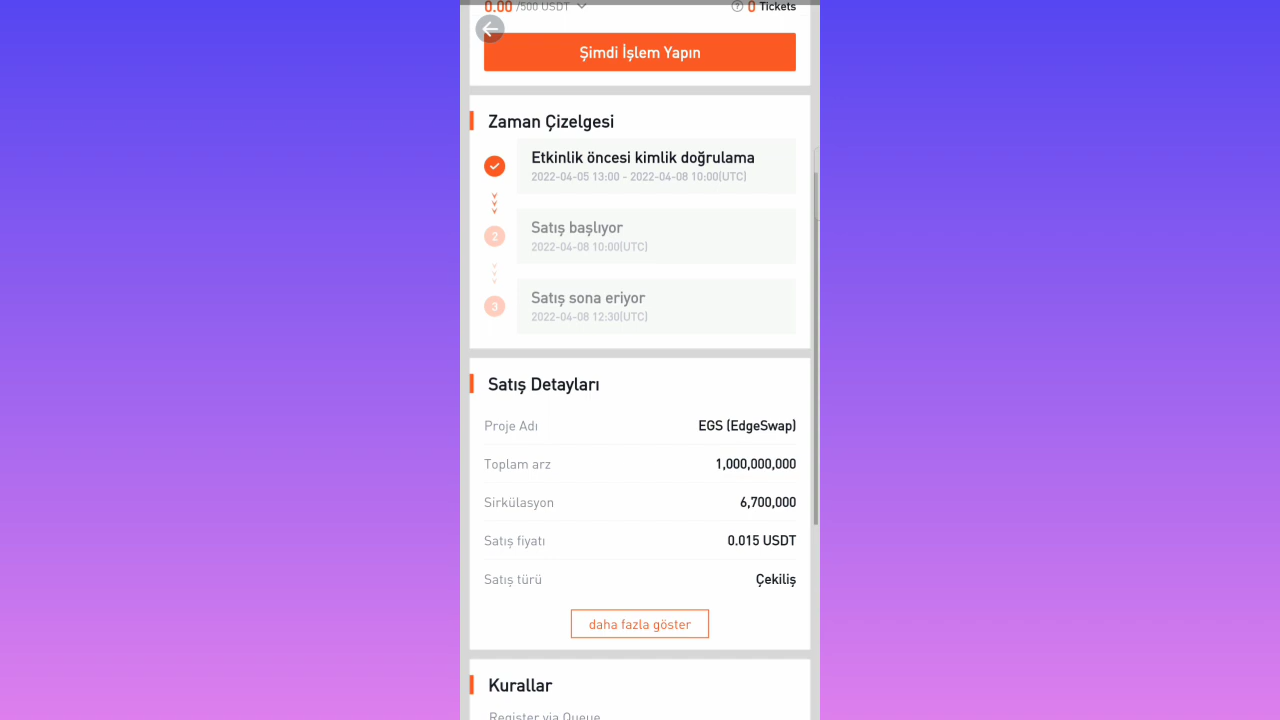 0.00 /500 USDT ? 0 Tickets
Şimdi İşlem Yapın
Zaman Çizelgesi
Etkinlik öncesi kimlik doğrulama
2022-04-05 13:00 - 2022-04-08 10:00(UTC)
2 Satış başlıyor
2022-04-08 10:00(UTC)
3 Satış sona eriyor
2022-04-08 12:30(UTC)
Satış Detayları
Proje Adı EGS (EdgeSwap)
Toplam arz 1,000,000,000
Sirkülasyon 6,700,000
Satış fiyatı 0.015 USDT
Satış türü Çekiliş
daha fazla göster
Kurallar
Register via Queue